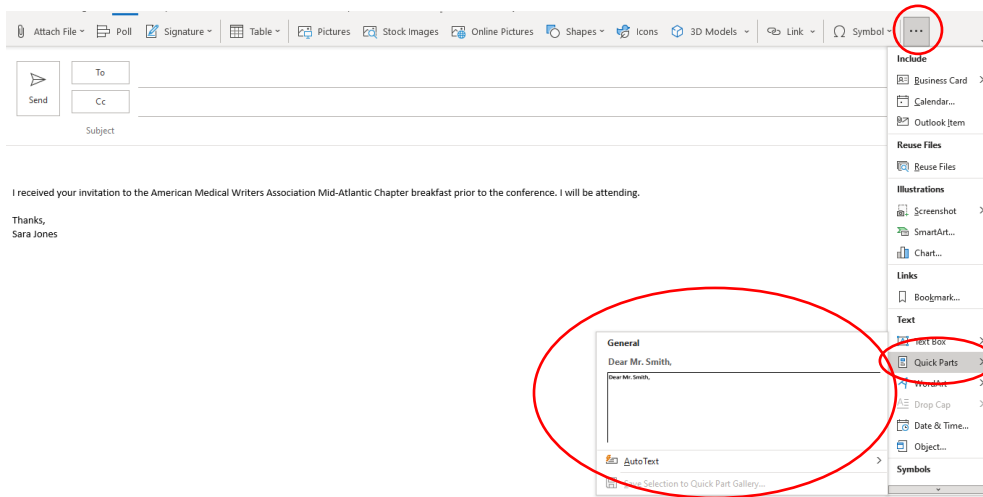 Attach File Poll Signature Table Pictures Stock Images Online Pictures Shapes Icons 3D Models Link Symbol ...
Send
To
Cc
Subject
I received your invitation to the American Medical Writers Association Mid-Atlantic Chapter breakfast prior to the conference. I will be attending.
Thanks,
Sara Jones
Include
Business Card
Calendar...
Outlook Item
Reuse Files
Reuse Files
Illustrations
Screenshot
SmartArt...
Chart...
Links
Bookmark...
Text
Text Box
Quick Parts
WordArt
Drop Cap
Date & Time...
Object...
Symbols
General
Dear Mr. Smith,
Dear Mr. Smith,
AutoText
Save Selection to Quick Part Gallery...